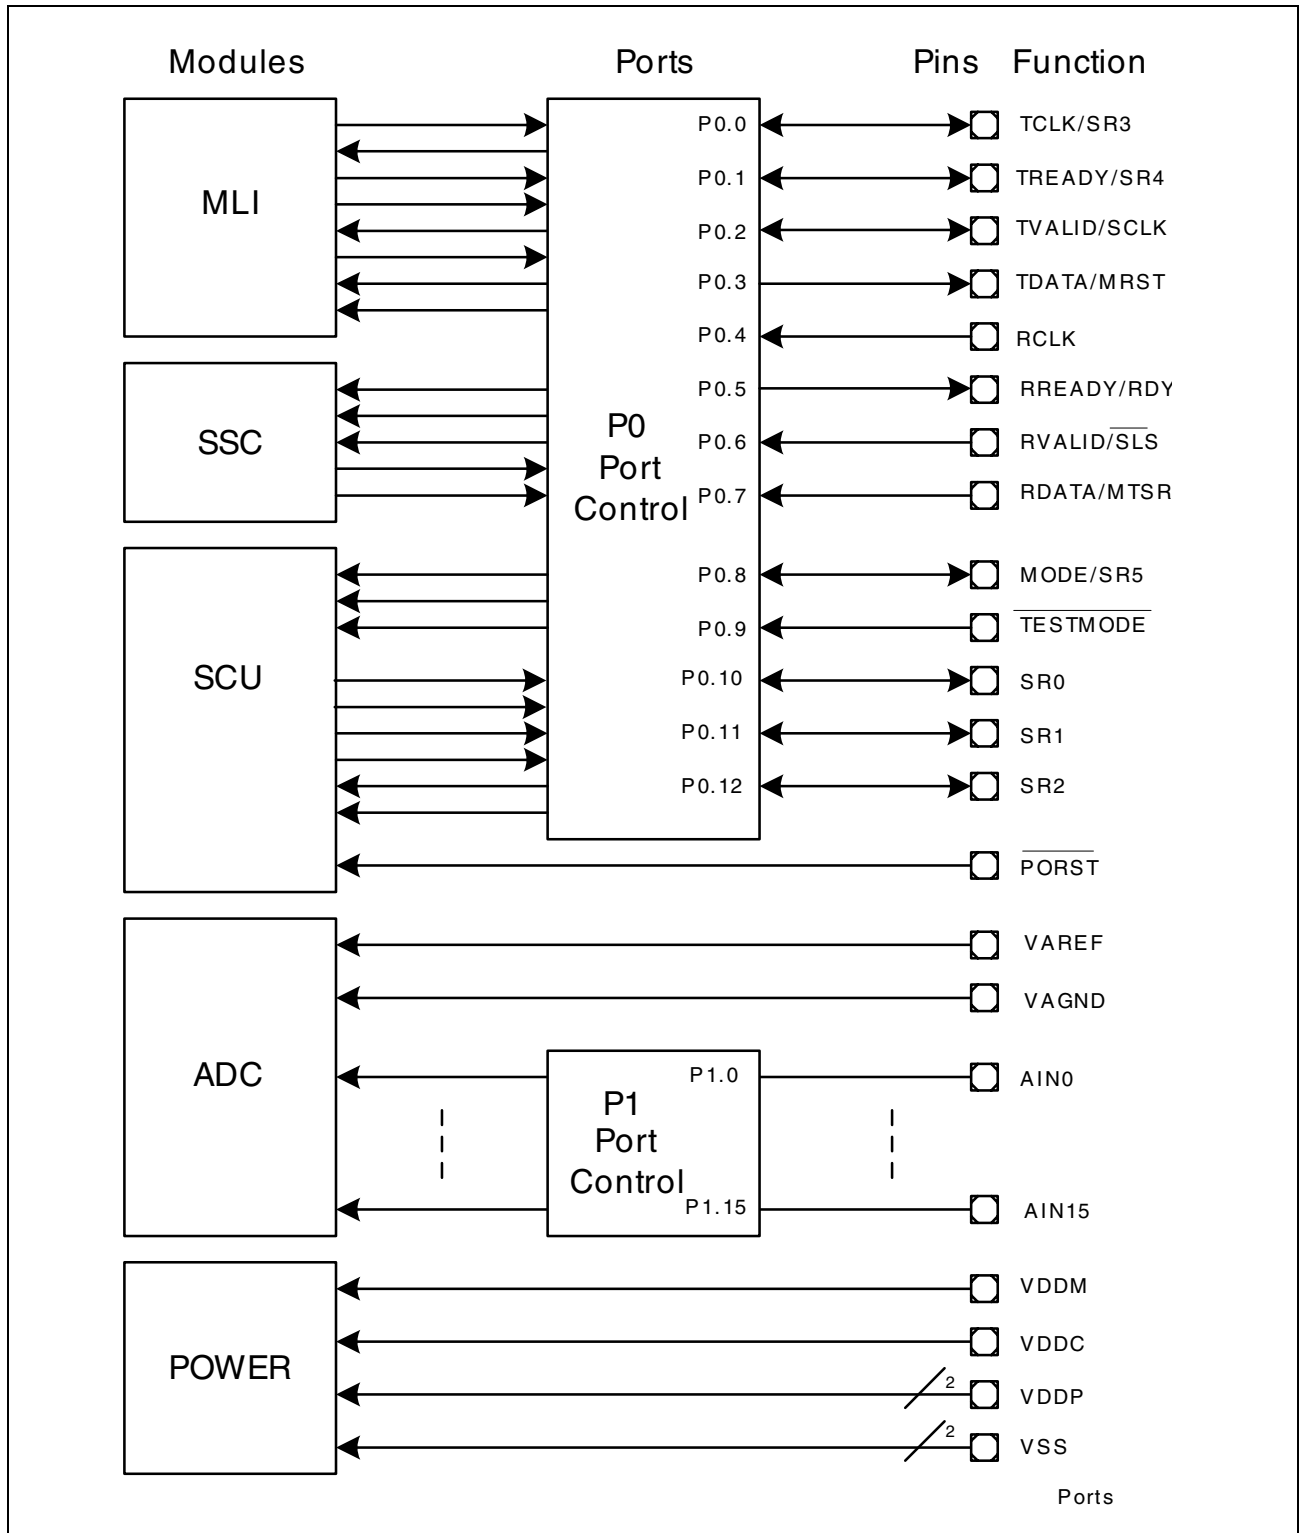 Modules Ports Pins Function
MLI
SSC
SCU
ADC
POWER
P0
Port
Control
P0.0 TCLK/SR3
P0.1 TREADY/SR4
P0.2 TVALID/SCLK
P0.3 TDATA/MRST
P0.4 RCLK
P0.5 RREADY/RDY
P0.6 RVALID/SLS
P0.7 RDATA/MTSR
P0.8 MODE/SR5
P0.9 TESTMODE
P0.10 SR0
P0.11 SR1
P0.12 SR2
PORST
VAREF
VAGND
P1
Port
Control
P1.0 AIN0
P1.15 AIN15
VDDM
VDDC
2 VDDP
2 VSS
Ports